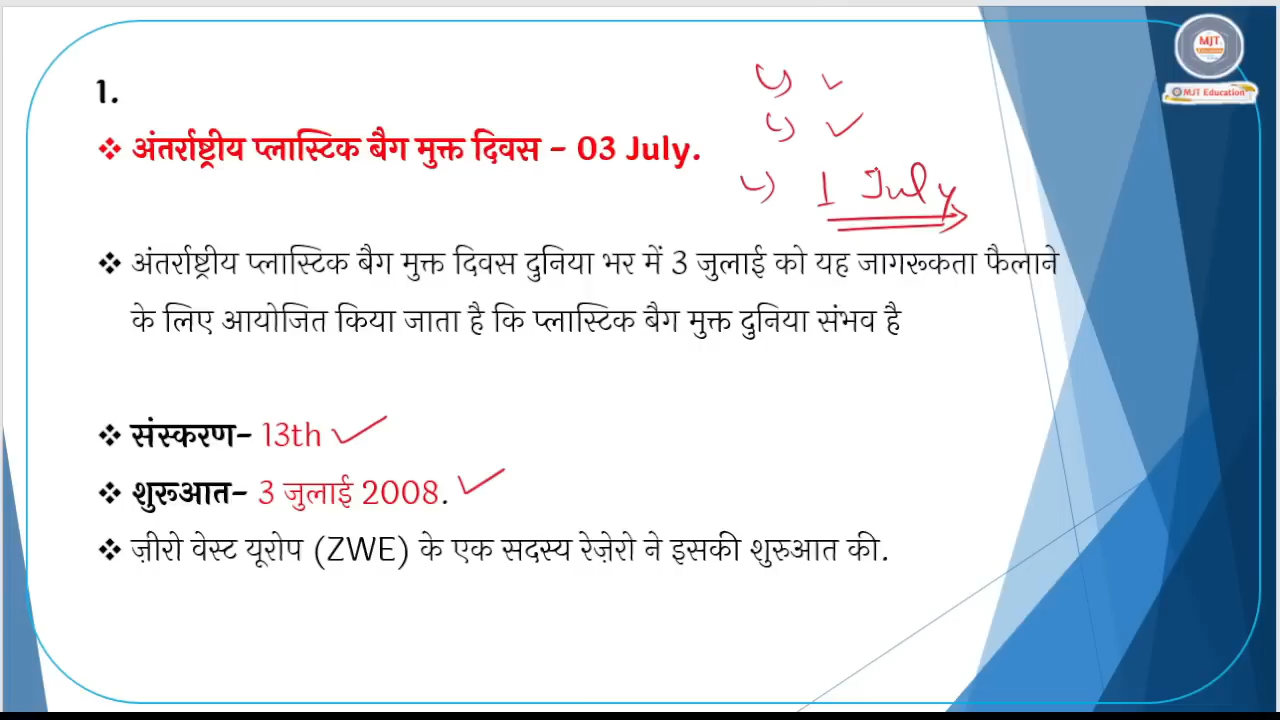 MJT
MJT Education
1.
❖ अंतर्राष्ट्रीय प्लास्टिक बैग मुक्त दिवस – 03 July.
1 July
❖ अंतर्राष्ट्रीय प्लास्टिक बैग मुक्त दिवस दुनिया भर में 3 जुलाई को यह जागरूकता फैलाने
के लिए आयोजित किया जाता है कि प्लास्टिक बैग मुक्त दुनिया संभव है
❖ संस्करण– 13th
❖ शुरूआत– 3 जुलाई 2008.
❖ ज़ीरो वेस्ट यूरोप (ZWE) के एक सदस्य रेज़ेरो ने इसकी शुरुआत की.